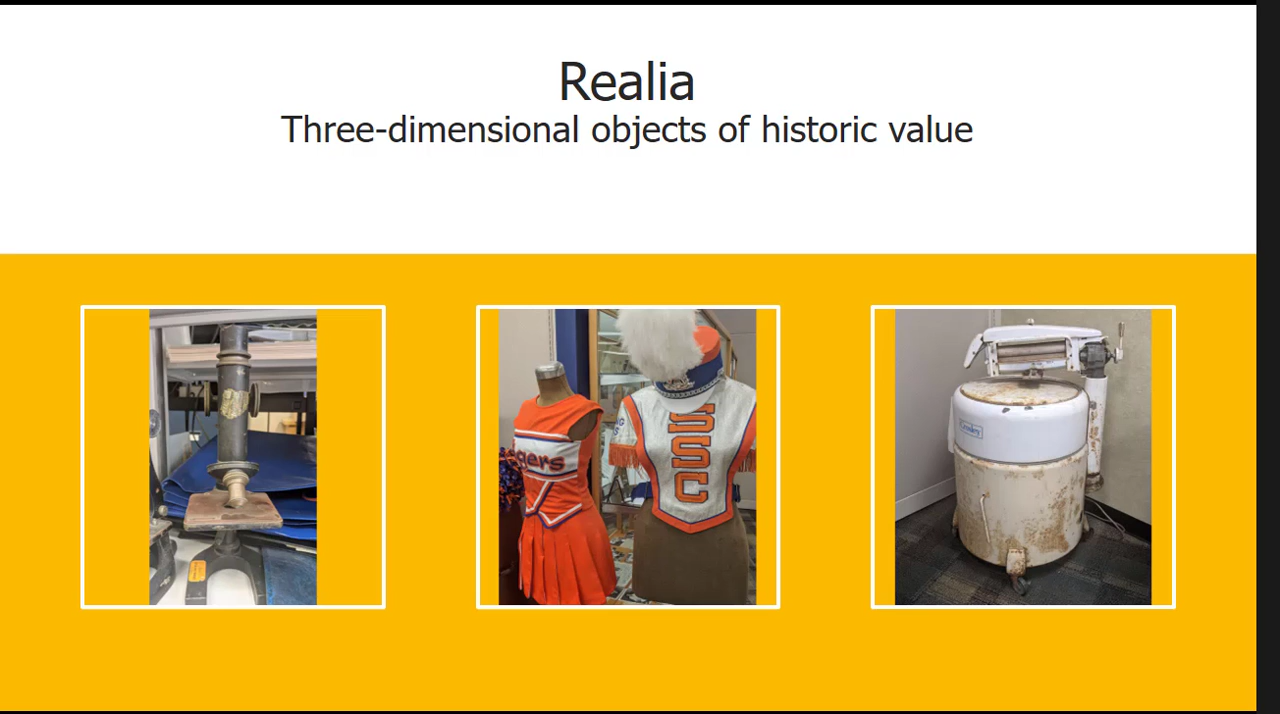 Realia
Three-dimensional objects of historic value
gers
SSC